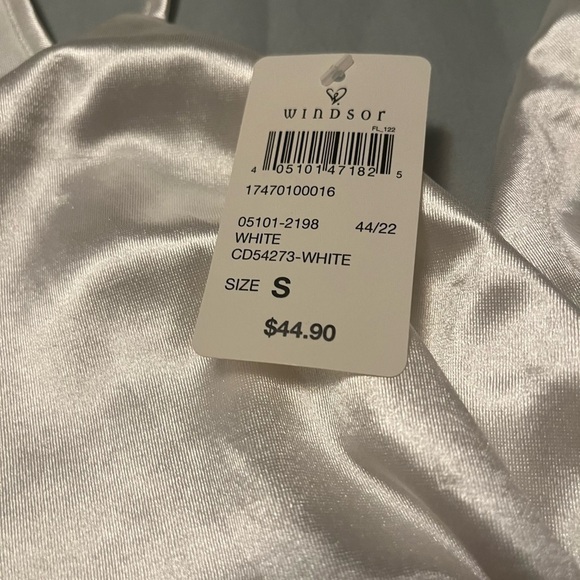 WINDSOR
FL_122
4 05101 47182 5
17470100016
05101-2198 44/22
WHITE
CD54273-WHITE
SIZE S
$44.90